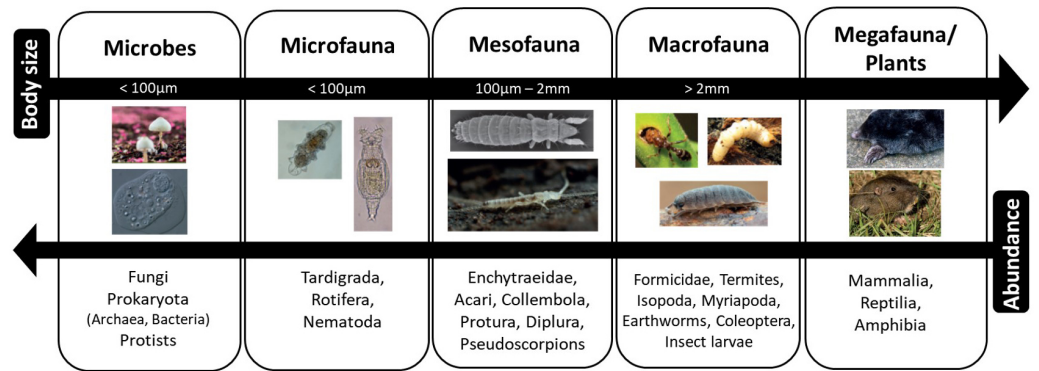 Body size
Microbes
< 100µm
Fungi
Prokaryota
(Archaea, Bacteria)
Protists
Microfauna
< 100µm
Tardigrada,
Rotifera,
Nematoda
Mesofauna
100µm – 2mm
Enchytraeidae,
Acari, Collembola,
Protura, Diplura,
Pseudoscorpions
Macrofauna
> 2mm
Formicidae, Termites,
Isopoda, Myriapoda,
Earthworms, Coleoptera,
Insect larvae
Megafauna/
Plants
Mammalia,
Reptilia,
Amphibia
Abundance